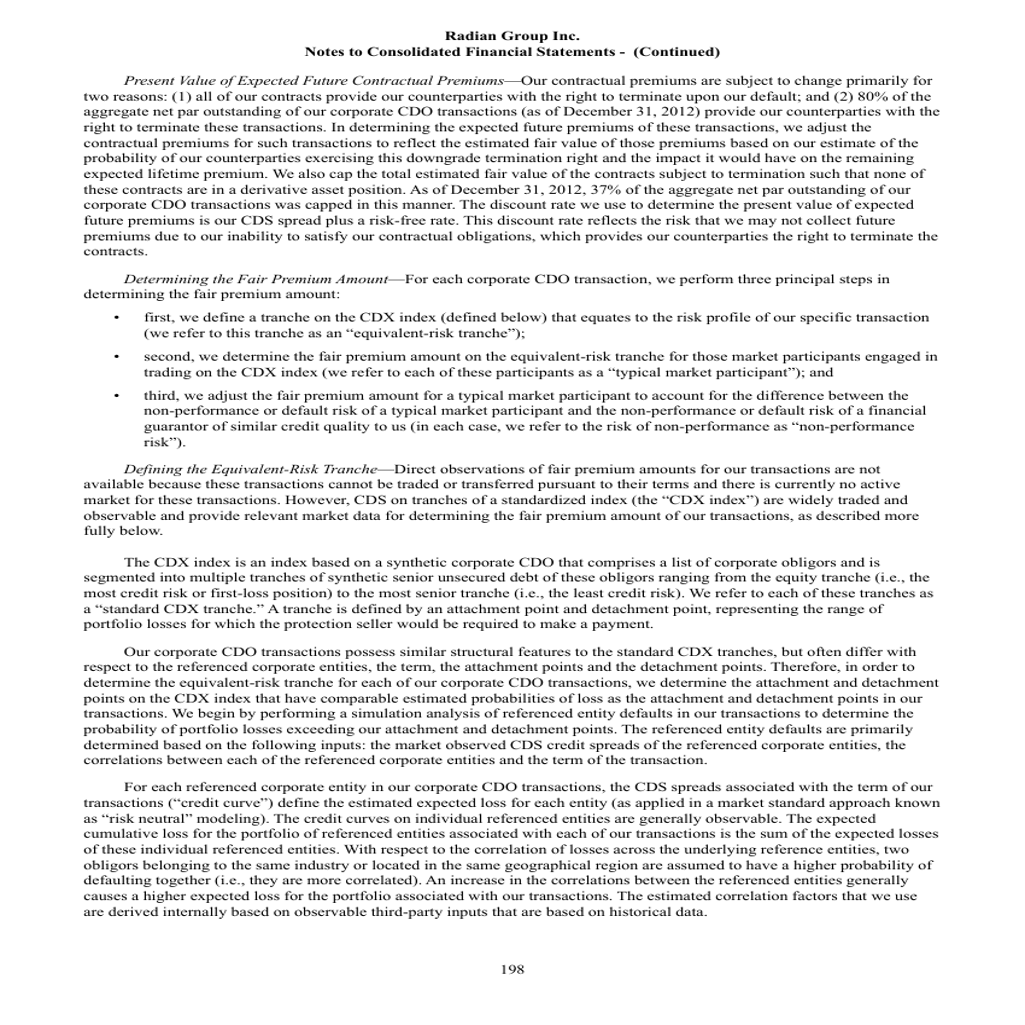 Radian Group Inc.
Notes to Consolidated Financial Statements - (Continued)
Present Value of Expected Future Contractual Premiums—Our contractual premiums are subject to change primarily for
two reasons: (1) all of our contracts provide our counterparties with the right to terminate upon our default; and (2) 80% of the
aggregate net par outstanding of our corporate CDO transactions (as of December 31, 2012) provide our counterparties with the
right to terminate these transactions. In determining the expected future premiums of these transactions, we adjust the
contractual premiums for such transactions to reflect the estimated fair value of those premiums based on our estimate of the
probability of our counterparties exercising this downgrade termination right and the impact it would have on the remaining
expected lifetime premium. We also cap the total estimated fair value of the contracts subject to termination such that none of
these contracts are in a derivative asset position. As of December 31, 2012, 37% of the aggregate net par outstanding of our
corporate CDO transactions was capped in this manner. The discount rate we use to determine the present value of expected
future premiums is our CDS spread plus a risk-free rate. This discount rate reflects the risk that we may not collect future
premiums due to our inability to satisfy our contractual obligations, which provides our counterparties the right to terminate the
contracts.
Determining the Fair Premium Amount—For each corporate CDO transaction, we perform three principal steps in
determining the fair premium amount:
• first, we define a tranche on the CDX index (defined below) that equates to the risk profile of our specific transaction
(we refer to this tranche as an “equivalent-risk tranche”);
• second, we determine the fair premium amount on the equivalent-risk tranche for those market participants engaged in
trading on the CDX index (we refer to each of these participants as a “typical market participant”); and
• third, we adjust the fair premium amount for a typical market participant to account for the difference between the
non-performance or default risk of a typical market participant and the non-performance or default risk of a financial
guarantor of similar credit quality to us (in each case, we refer to the risk of non-performance as “non-performance
risk”).
Defining the Equivalent-Risk Tranche—Direct observations of fair premium amounts for our transactions are not
available because these transactions cannot be traded or transferred pursuant to their terms and there is currently no active
market for these transactions. However, CDS on tranches of a standardized index (the “CDX index”) are widely traded and
observable and provide relevant market data for determining the fair premium amount of our transactions, as described more
fully below.
The CDX index is an index based on a synthetic corporate CDO that comprises a list of corporate obligors and is
segmented into multiple tranches of synthetic senior unsecured debt of these obligors ranging from the equity tranche (i.e., the
most credit risk or first-loss position) to the most senior tranche (i.e., the least credit risk). We refer to each of these tranches as
a “standard CDX tranche.” A tranche is defined by an attachment point and detachment point, representing the range of
portfolio losses for which the protection seller would be required to make a payment.
Our corporate CDO transactions possess similar structural features to the standard CDX tranches, but often differ with
respect to the referenced corporate entities, the term, the attachment points and the detachment points. Therefore, in order to
determine the equivalent-risk tranche for each of our corporate CDO transactions, we determine the attachment and detachment
points on the CDX index that have comparable estimated probabilities of loss as the attachment and detachment points in our
transactions. We begin by performing a simulation analysis of referenced entity defaults in our transactions to determine the
probability of portfolio losses exceeding our attachment and detachment points. The referenced entity defaults are primarily
determined based on the following inputs: the market observed CDS credit spreads of the referenced corporate entities, the
correlations between each of the referenced corporate entities and the term of the transaction.
For each referenced corporate entity in our corporate CDO transactions, the CDS spreads associated with the term of our
transactions (“credit curve”) define the estimated expected loss for each entity (as applied in a market standard approach known
as “risk neutral” modeling). The credit curves on individual referenced entities are generally observable. The expected
cumulative loss for the portfolio of referenced entities associated with each of our transactions is the sum of the expected losses
of these individual referenced entities. With respect to the correlation of losses across the underlying reference entities, two
obligors belonging to the same industry or located in the same geographical region are assumed to have a higher probability of
defaulting together (i.e., they are more correlated). An increase in the correlations between the referenced entities generally
causes a higher expected loss for the portfolio associated with our transactions. The estimated correlation factors that we use
are derived internally based on observable third-party inputs that are based on historical data.
198